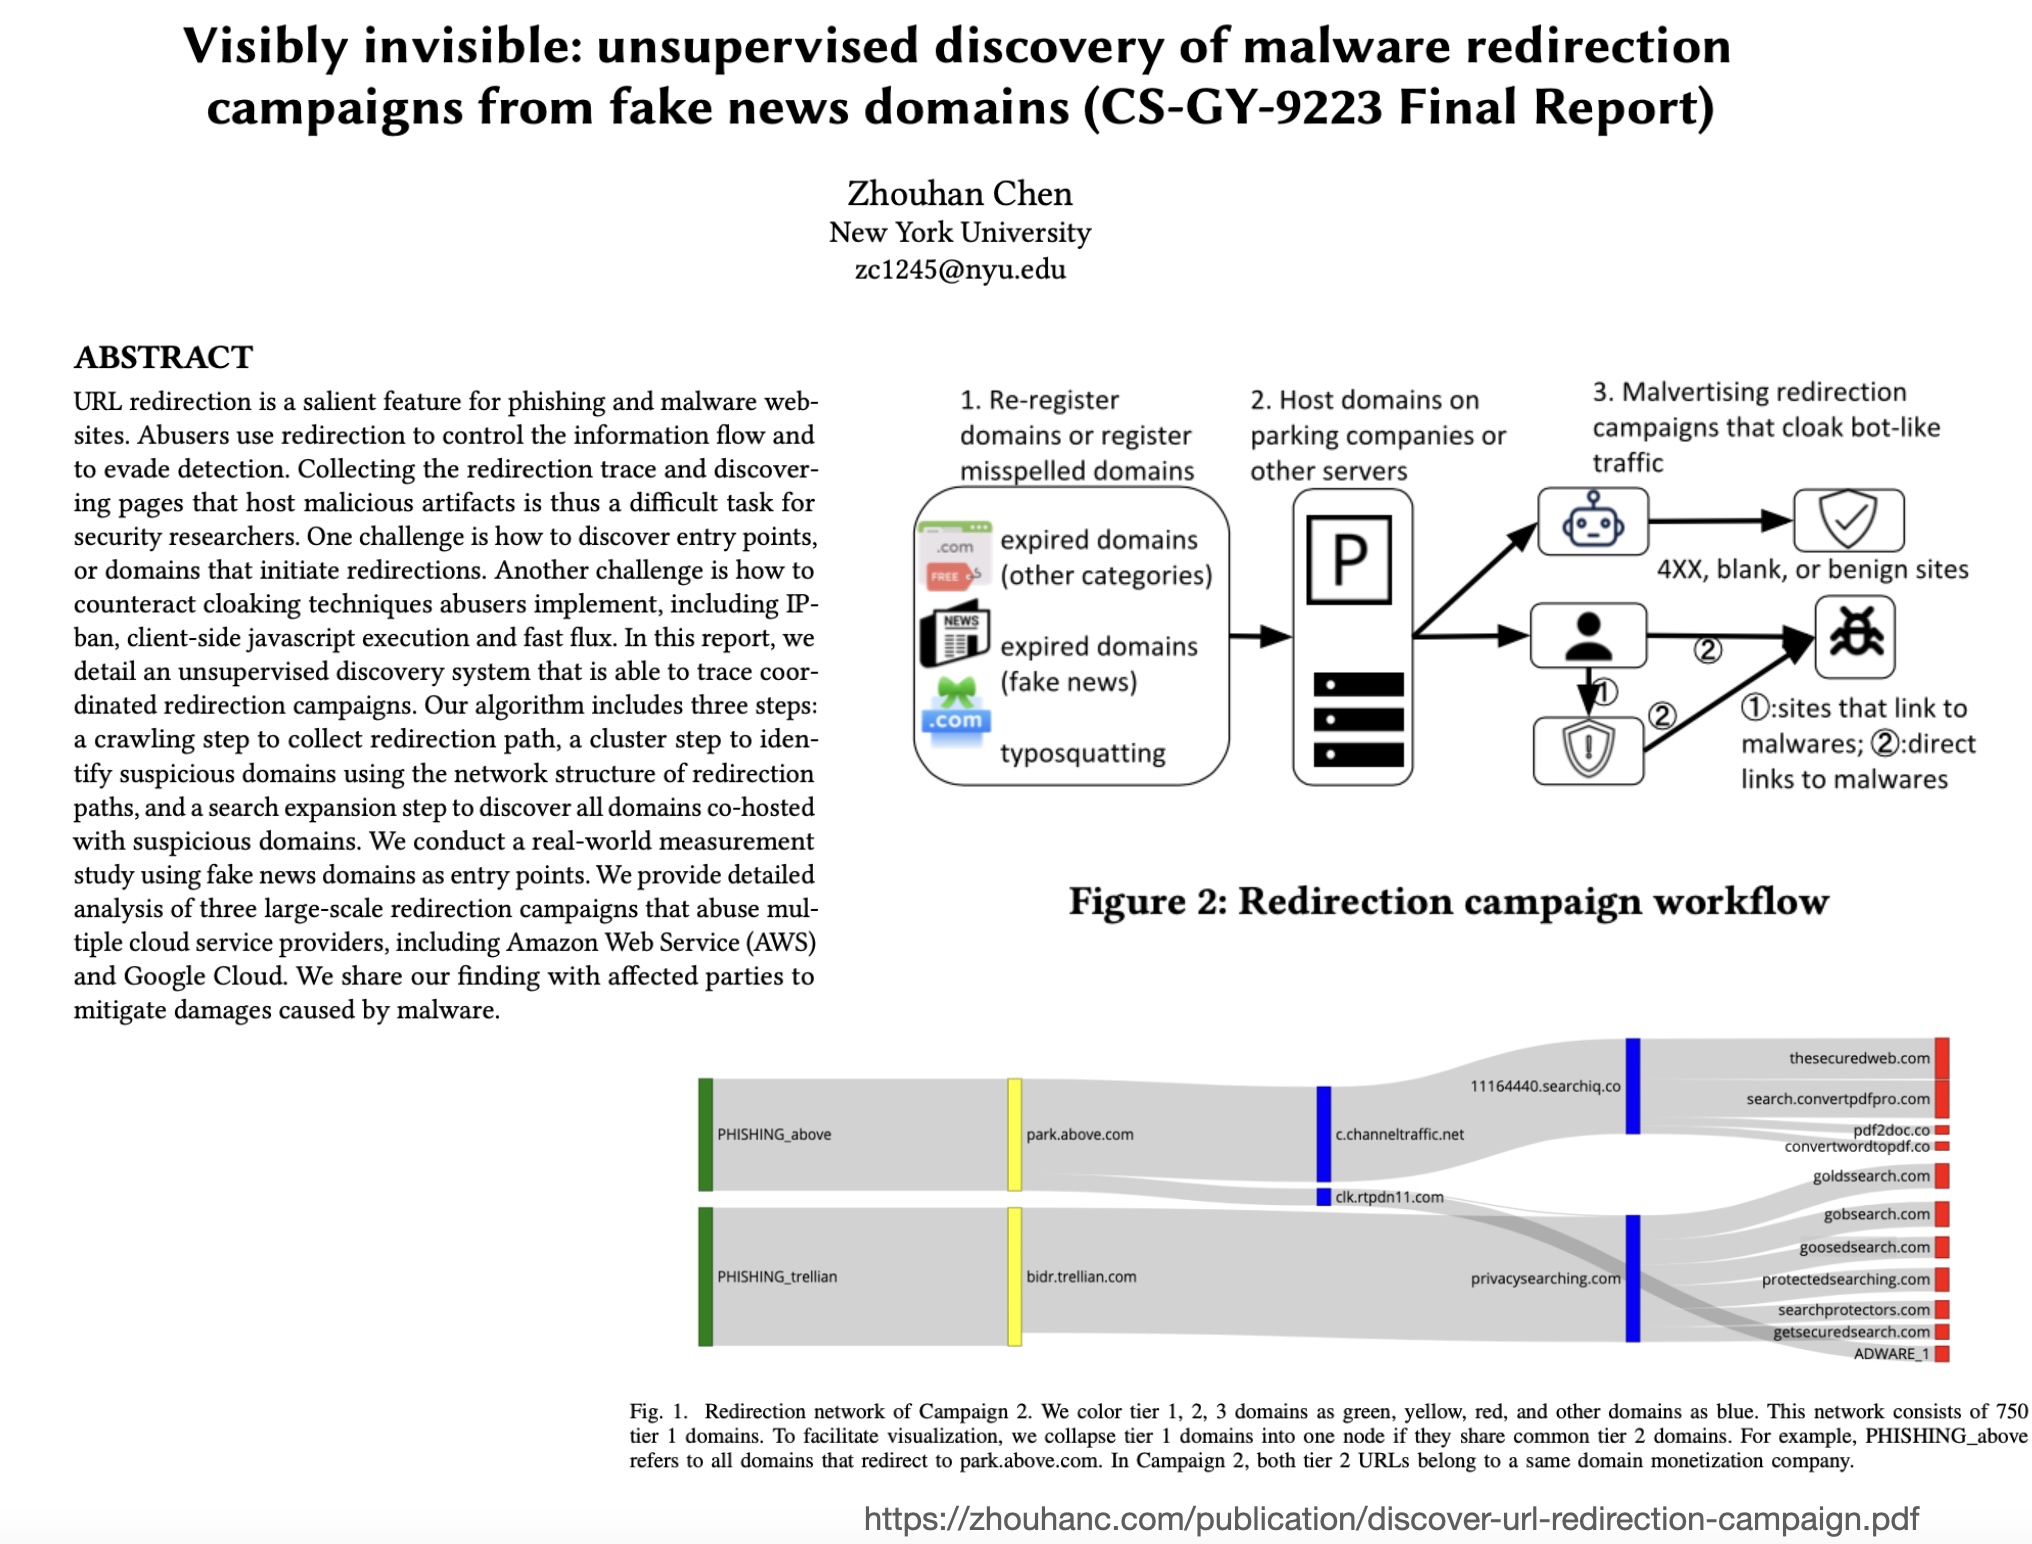 Visibly invisible: unsupervised discovery of malware redirection
campaigns from fake news domains (CS-GY-9223 Final Report)
Zhouhan Chen
New York University
zc1245@nyu.edu
ABSTRACT
URL redirection is a salient feature for phishing and malware web-
sites. Abusers use redirection to control the information flow and
to evade detection. Collecting the redirection trace and discover-
ing pages that host malicious artifacts is thus a difficult task for
security researchers. One challenge is how to discover entry points,
or domains that initiate redirections. Another challenge is how to
counteract cloaking techniques abusers implement, including IP-
ban, client-side javascript execution and fast flux. In this report, we
detail an unsupervised discovery system that is able to trace coor-
dinated redirection campaigns. Our algorithm includes three steps:
a crawling step to collect redirection path, a cluster step to iden-
tify suspicious domains using the network structure of redirection
paths, and a search expansion step to discover all domains co-hosted
with suspicious domains. We conduct a real-world measurement
study using fake news domains as entry points. We provide detailed
analysis of three large-scale redirection campaigns that abuse mul-
tiple cloud service providers, including Amazon Web Service (AWS)
and Google Cloud. We share our finding with affected parties to
mitigate damages caused by malware.
1. Re-register
domains or register
misspelled domains
2. Host domains on
parking companies or
other servers
3. Malvertising redirection
campaigns that cloak bot-like
traffic
.com
FREE
expired domains
(other categories)
NEWS
expired domains
(fake news)
.com
typosquatting
P
4XX, blank, or benign sites
②
①
②
①:sites that link to
malwares; ②:direct
links to malwares
Figure 2: Redirection campaign workflow
PHISHING_above
PHISHING_trellian
park.above.com
bidr.trellian.com
c.channeltraffic.net
clk.rtpdn11.com
11164440.searchiq.co
privacysearching.com
thesecuredweb.com
search.convertpdfpro.com
pdf2doc.co
convertwordtopdf.co
goldssearch.com
gobsearch.com
goosedsearch.com
protectedsearching.com
searchprotectors.com
getsecuredsearch.com
ADWARE_1
Fig. 1. Redirection network of Campaign 2. We color tier 1, 2, 3 domains as green, yellow, red, and other domains as blue. This network consists of 750
tier 1 domains. To facilitate visualization, we collapse tier 1 domains into one node if they share common tier 2 domains. For example, PHISHING_above
refers to all domains that redirect to park.above.com. In Campaign 2, both tier 2 URLs belong to a same domain monetization company.
https://zhouhanc.com/publication/discover-url-redirection-campaign.pdf